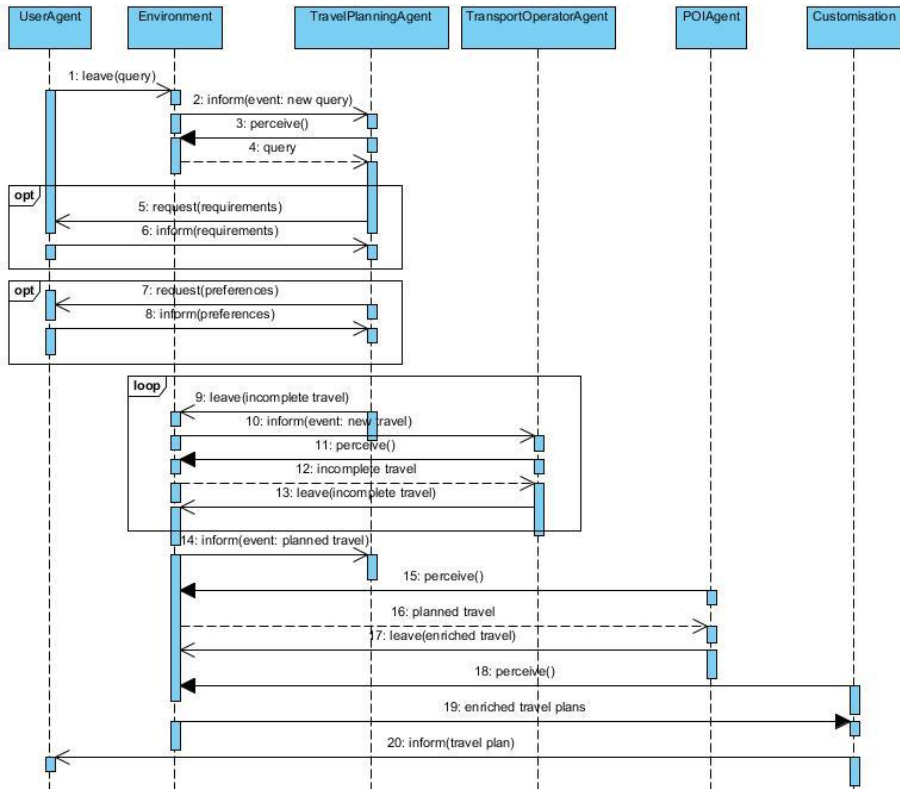 UserAgent
Environment
TravelPlanningAgent
TransportOperatorAgent
POIAgent
Customisation
1: leave(query)
2: inform(event: new query)
3: perceive()
4: query
opt
5: request(requirements)
6: inform(requirements)
opt
7: request(preferences)
8: inform(preferences)
loop
9: leave(incomplete travel)
10: inform(event: new travel)
11: perceive()
12: incomplete travel
13: leave(incomplete travel)
14: inform(event: planned travel)
15: perceive()
16: planned travel
17: leave(enriched travel)
18: perceive()
19: enriched travel plans
20: inform(travel plan)